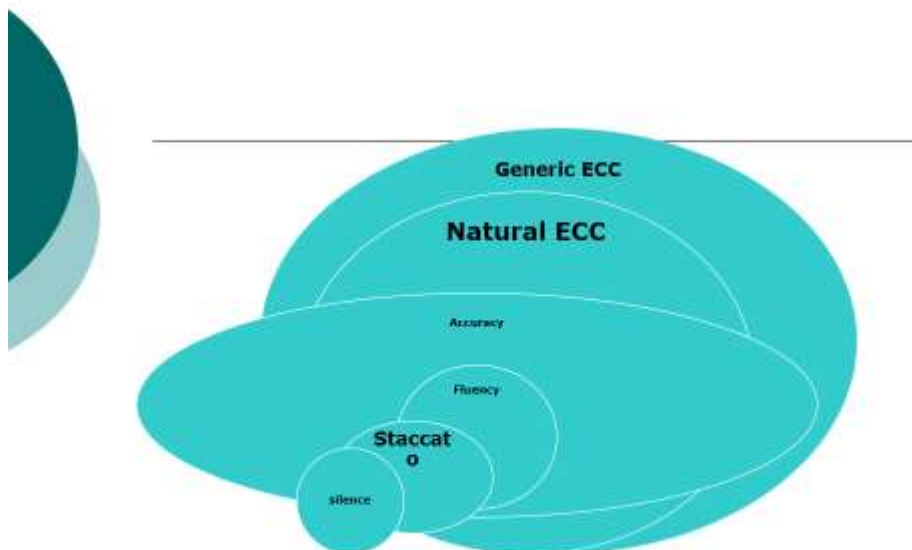 Generic ECC
Natural ECC
Accuracy
Fluency
Staccat
o
silence